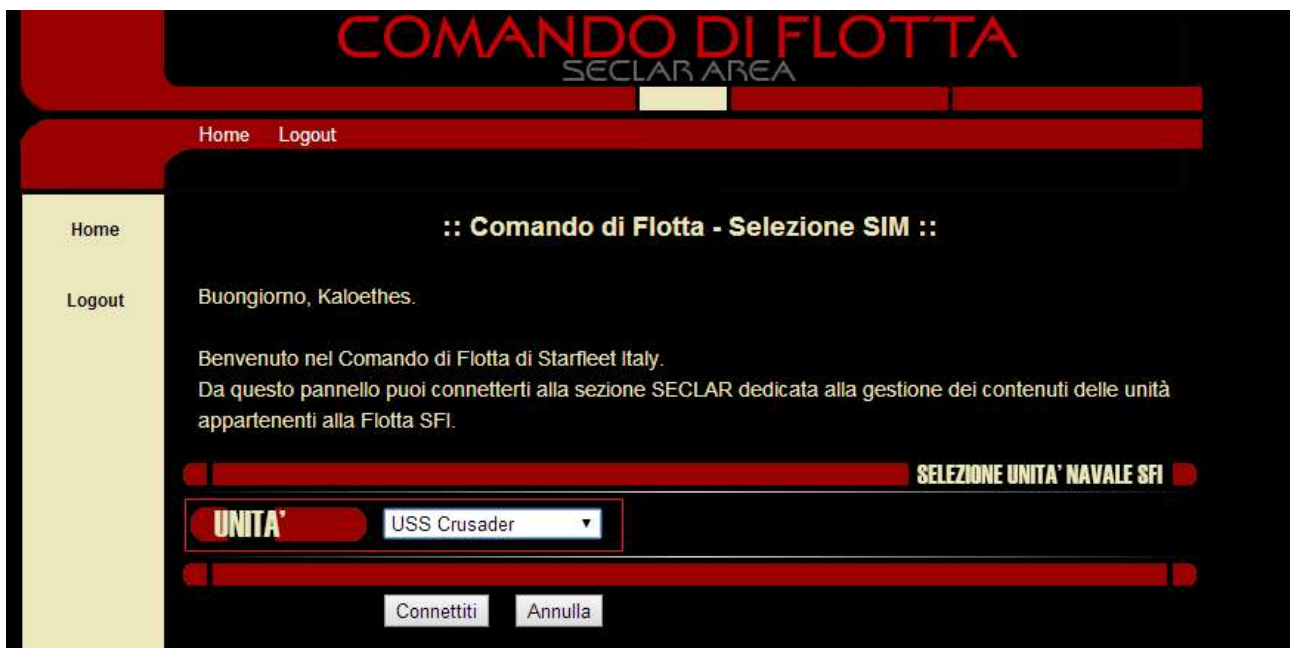 COMANDO DI FLOTTA
SECLAR AREA
Home Logout
Home
Logout
:: Comando di Flotta - Selezione SIM ::
Buongiorno, Kaloethes.
Benvenuto nel Comando di Flotta di Starfleet Italy.
Da questo pannello puoi connetterti alla sezione SECLAR dedicata alla gestione dei contenuti delle unità
appartenenti alla Flotta SFI.
SELEZIONE UNITA' NAVALE SFI
UNITA' USS Crusader
Connettiti Annulla